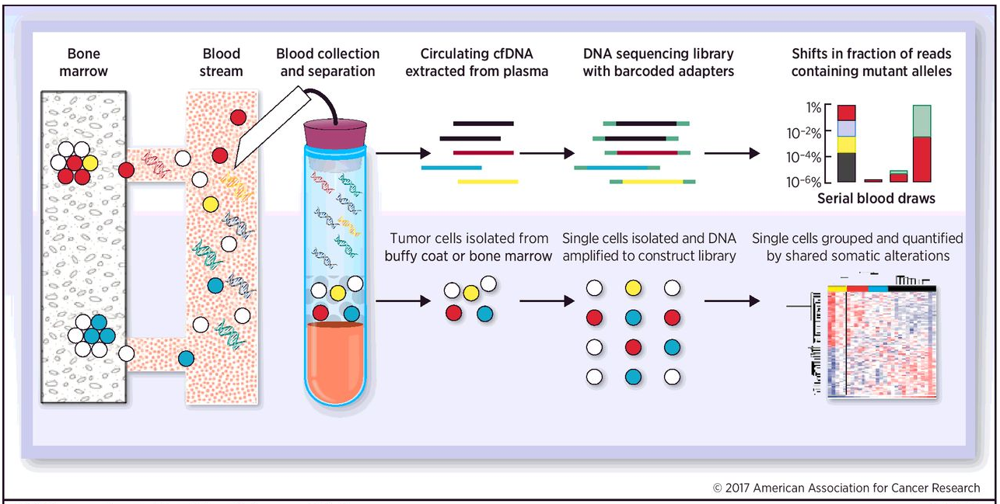 Bone
marrow
Blood
stream
Blood collection
and separation
Circulating cfDNA
extracted from plasma
DNA sequencing library
with barcoded adapters
Shifts in fraction of reads
containing mutant alleles
1%
10⁻²%
10⁻⁴%
10⁻⁶%
Serial blood draws
Tumor cells isolated from
buffy coat or bone marrow
Single cells isolated and DNA
amplified to construct library
Single cells grouped and quantified
by shared somatic alterations
© 2017 American Association for Cancer Research